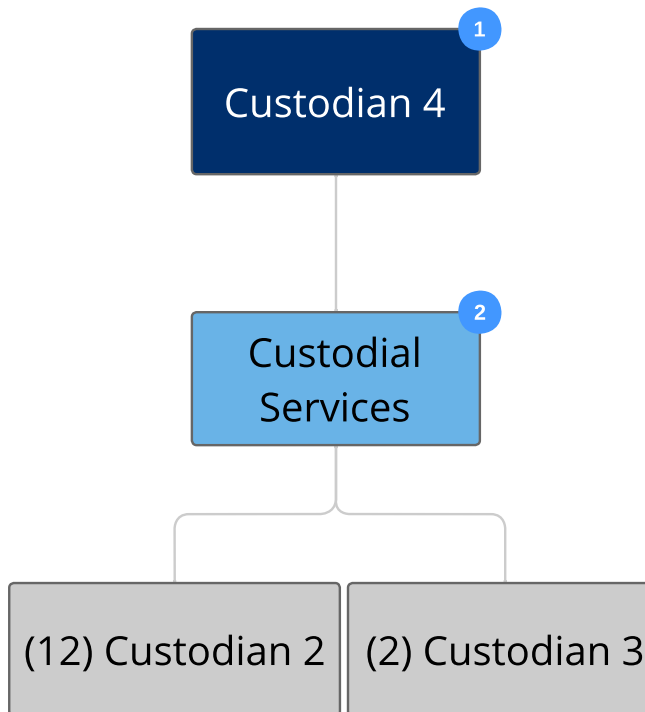 1
Custodian 4
2
Custodial
Services
(12) Custodian 2
(2) Custodian 3